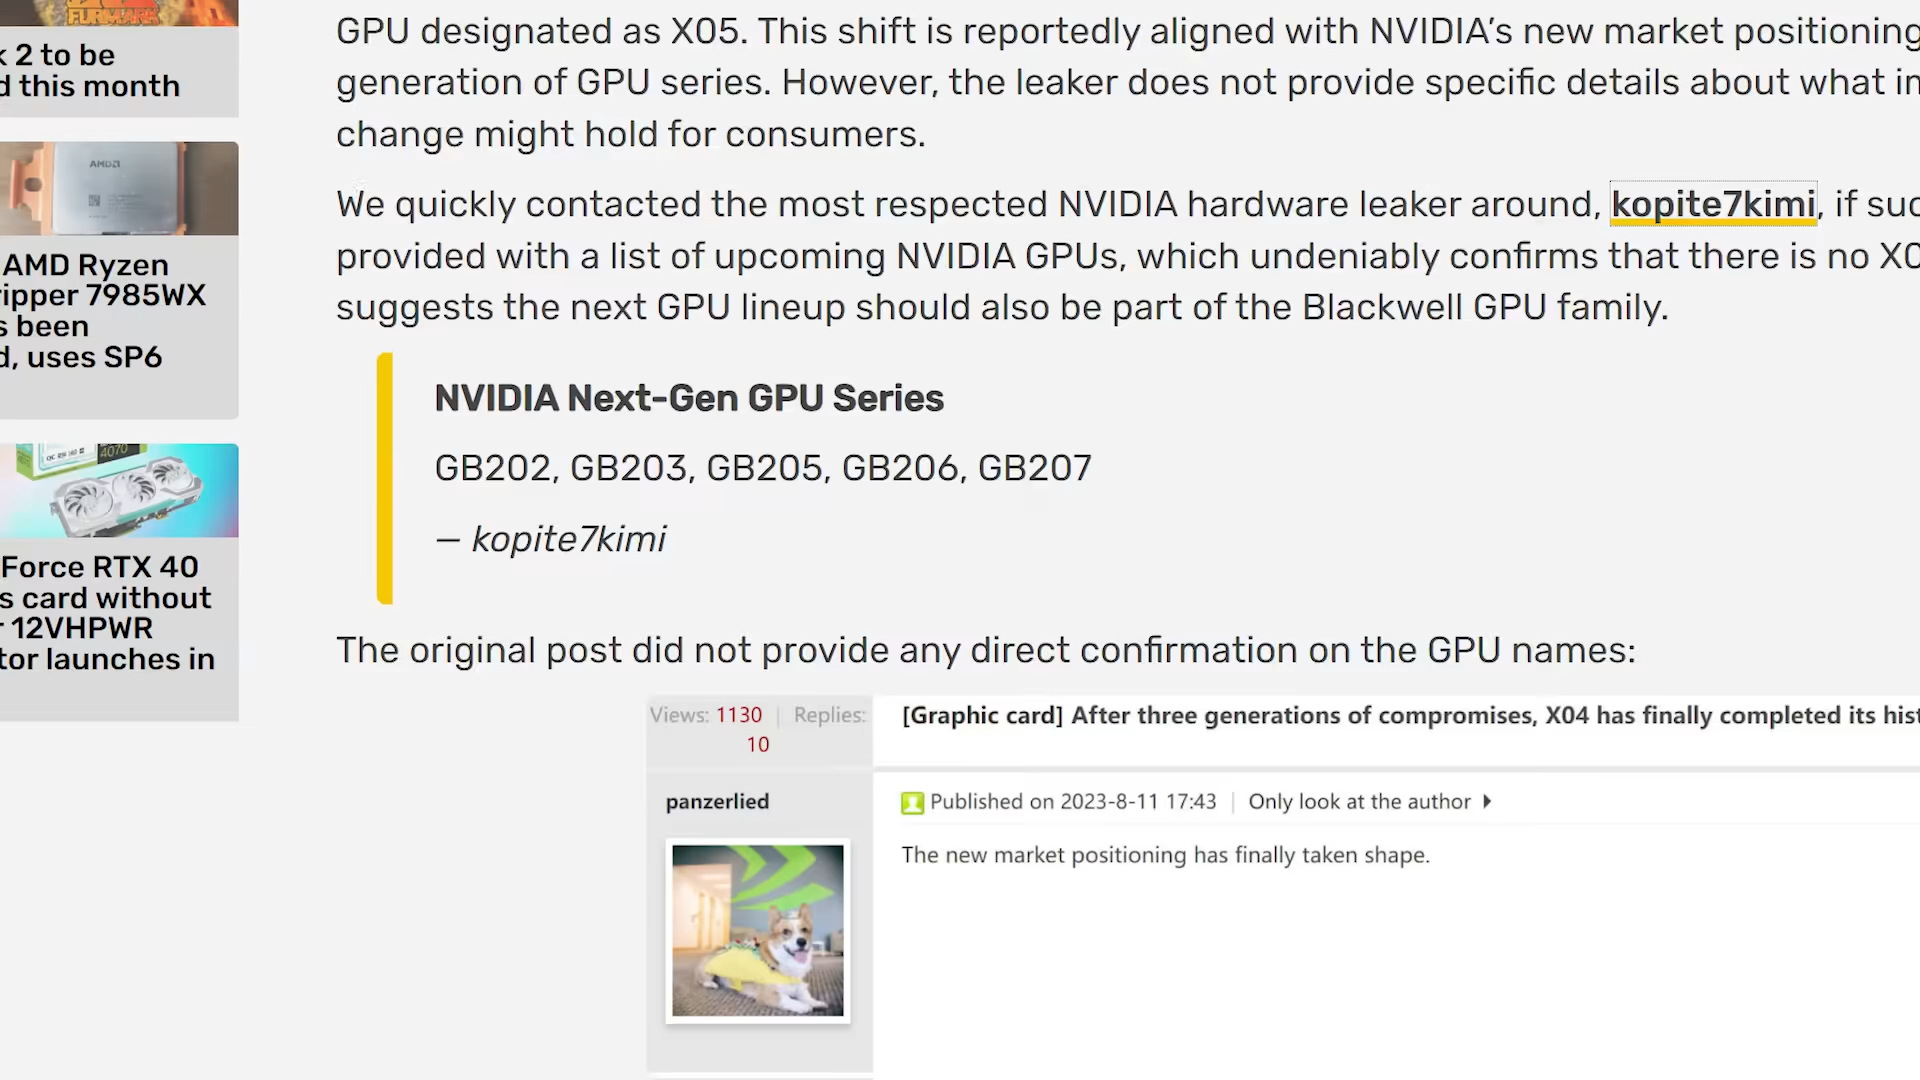 FURMARK
k 2 to be
d this month
AMD
AMD Ryzen
ripper 7985WX
s been
d, uses SP6
4070
Force RTX 40
s card without
r 12VHPWR
tor launches in
GPU designated as X05. This shift is reportedly aligned with NVIDIA’s new market positioning
generation of GPU series. However, the leaker does not provide specific details about what im
change might hold for consumers.
We quickly contacted the most respected NVIDIA hardware leaker around, kopite7kimi, if suc
provided with a list of upcoming NVIDIA GPUs, which undeniably confirms that there is no X0
suggests the next GPU lineup should also be part of the Blackwell GPU family.
NVIDIA Next-Gen GPU Series
GB202, GB203, GB205, GB206, GB207
— kopite7kimi
The original post did not provide any direct confirmation on the GPU names:
Views: 1130 | Replies:
10
[Graphic card] After three generations of compromises, X04 has finally completed its hist
panzerlied
Published on 2023-8-11 17:43 | Only look at the author
The new market positioning has finally taken shape.